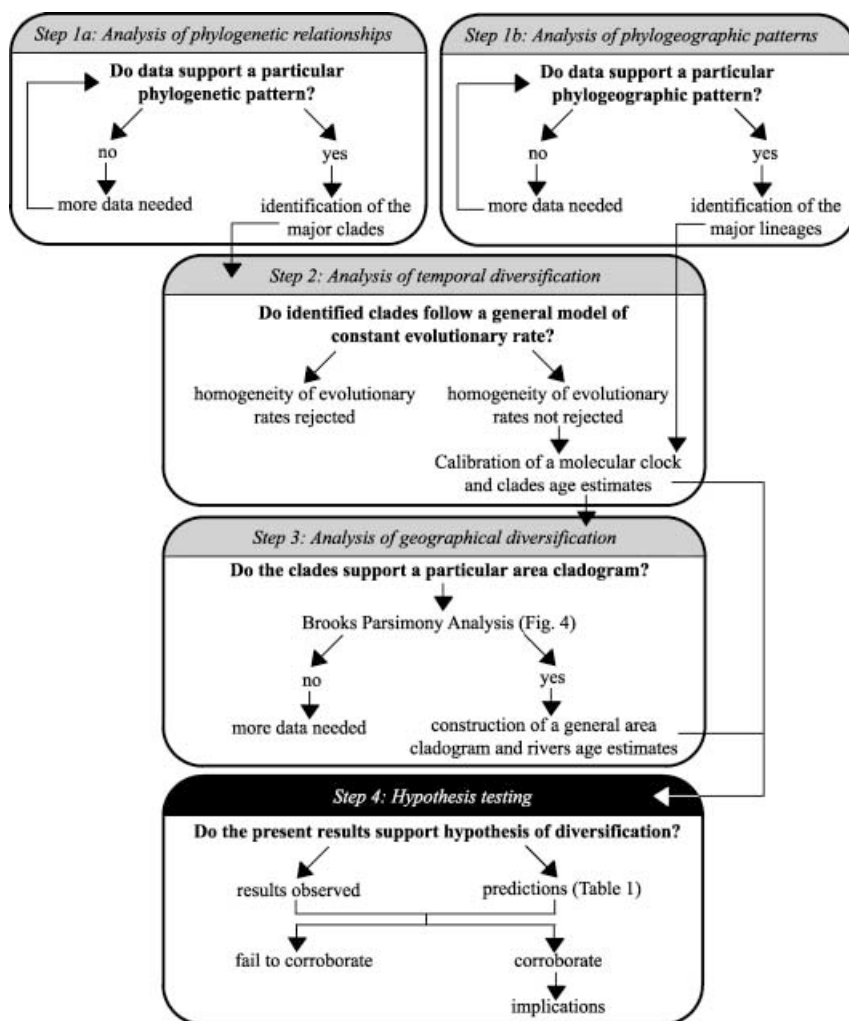 Step 1a: Analysis of phylogenetic relationships
Do data support a particular
phylogenetic pattern?
no
yes
more data needed
identification of the
major clades
Step 1b: Analysis of phylogeographic patterns
Do data support a particular
phylogeographic pattern?
no
yes
more data needed
identification of the
major lineages
Step 2: Analysis of temporal diversification
Do identified clades follow a general model of
constant evolutionary rate?
homogeneity of evolutionary
rates rejected
homogeneity of evolutionary
rates not rejected
Calibration of a molecular clock
and clades age estimates
Step 3: Analysis of geographical diversification
Do the clades support a particular area cladogram?
Brooks Parsimony Analysis (Fig. 4)
no
yes
more data needed
construction of a general area
cladogram and rivers age estimates
Step 4: Hypothesis testing
Do the present results support hypothesis of diversification?
results observed
predictions (Table 1)
fail to corroborate
corroborate
implications